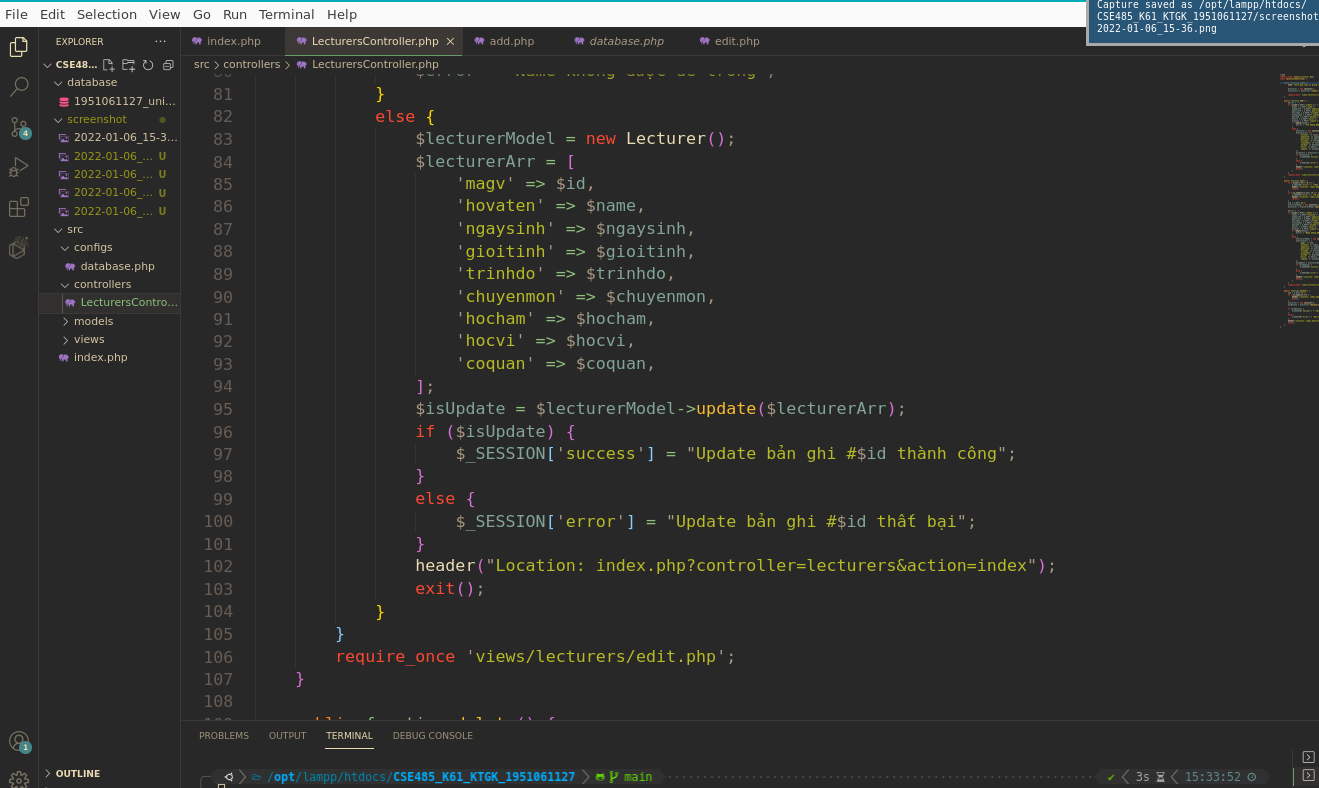 File Edit Selection View Go Run Terminal Help
Capture saved as /opt/lampp/htdocs/
CSE485_K61_KTGK_1951061127/screenshot
2022-01-06_15-36.png
EXPLORER ...
index.php LecturersController.php add.php database.php edit.php
CSE48...
src > controllers > LecturersController.php
database
1951061127_uni...
screenshot
2022-01-06_15-3...
2022-01-06_... U
2022-01-06_... U
2022-01-06_... U
2022-01-06_... U
src
configs
database.php
controllers
LecturersContro...
models
views
index.php
OUTLINE
4
1
81 }
82 else {
83 $lecturerModel = new Lecturer();
84 $lecturerArr = [
85 'magv' => $id,
86 'hovaten' => $name,
87 'ngaysinh' => $ngaysinh,
88 'gioitinh' => $gioitinh,
89 'trinhdo' => $trinhdo,
90 'chuyenmon' => $chuyenmon,
91 'hocham' => $hocham,
92 'hocvi' => $hocvi,
93 'coquan' => $coquan,
94 ];
95 $isUpdate = $lecturerModel->update($lecturerArr);
96 if ($isUpdate) {
97 $_SESSION['success'] = "Update bản ghi #$id thành công";
98 }
99 else {
100 $_SESSION['error'] = "Update bản ghi #$id thất bại";
101 }
102 header("Location: index.php?controller=lecturers&action=index");
103 exit();
104 }
105 }
106 require_once 'views/lecturers/edit.php';
107 }
108
PROBLEMS OUTPUT TERMINAL DEBUG CONSOLE
/opt/lampp/htdocs/CSE485_K61_KTGK_1951061127 main ✔ 3s 15:33:52